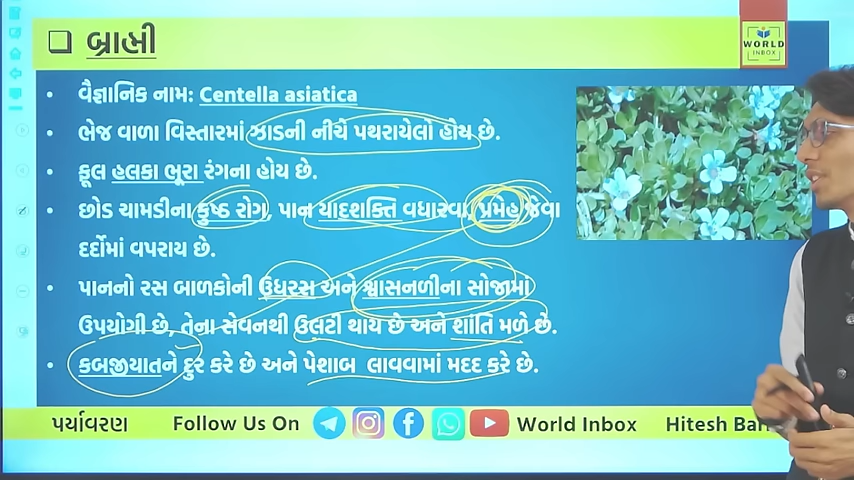 ❑ બ્રાહ્મી
WORLD
INBOX
• વૈજ્ઞાનિક નામ: Centella asiatica
• ભેજ વાળા વિસ્તારમાં ઝાડની નીચે પથરાયેલો હોય છે.
• ફૂલ હલકા ભૂરા રંગના હોય છે.
• છોડ ચામડીના કુષ્ઠ રોગ, પાન યાદશક્તિ વધારવા, પ્રમેહ જેવા
દર્દોમાં વપરાય છે.
• પાનનો રસ બાળકોની ઉધરસ અને શ્વાસનળીના સોજામાં
ઉપયોગી છે, તેના સેવનથી ઉલટી થાય છે અને શાંતિ મળે છે.
• કબજીયાતને દુર કરે છે અને પેશાબ લાવવામાં મદદ કરે છે.
પર્યાવરણ Follow Us On World Inbox Hitesh